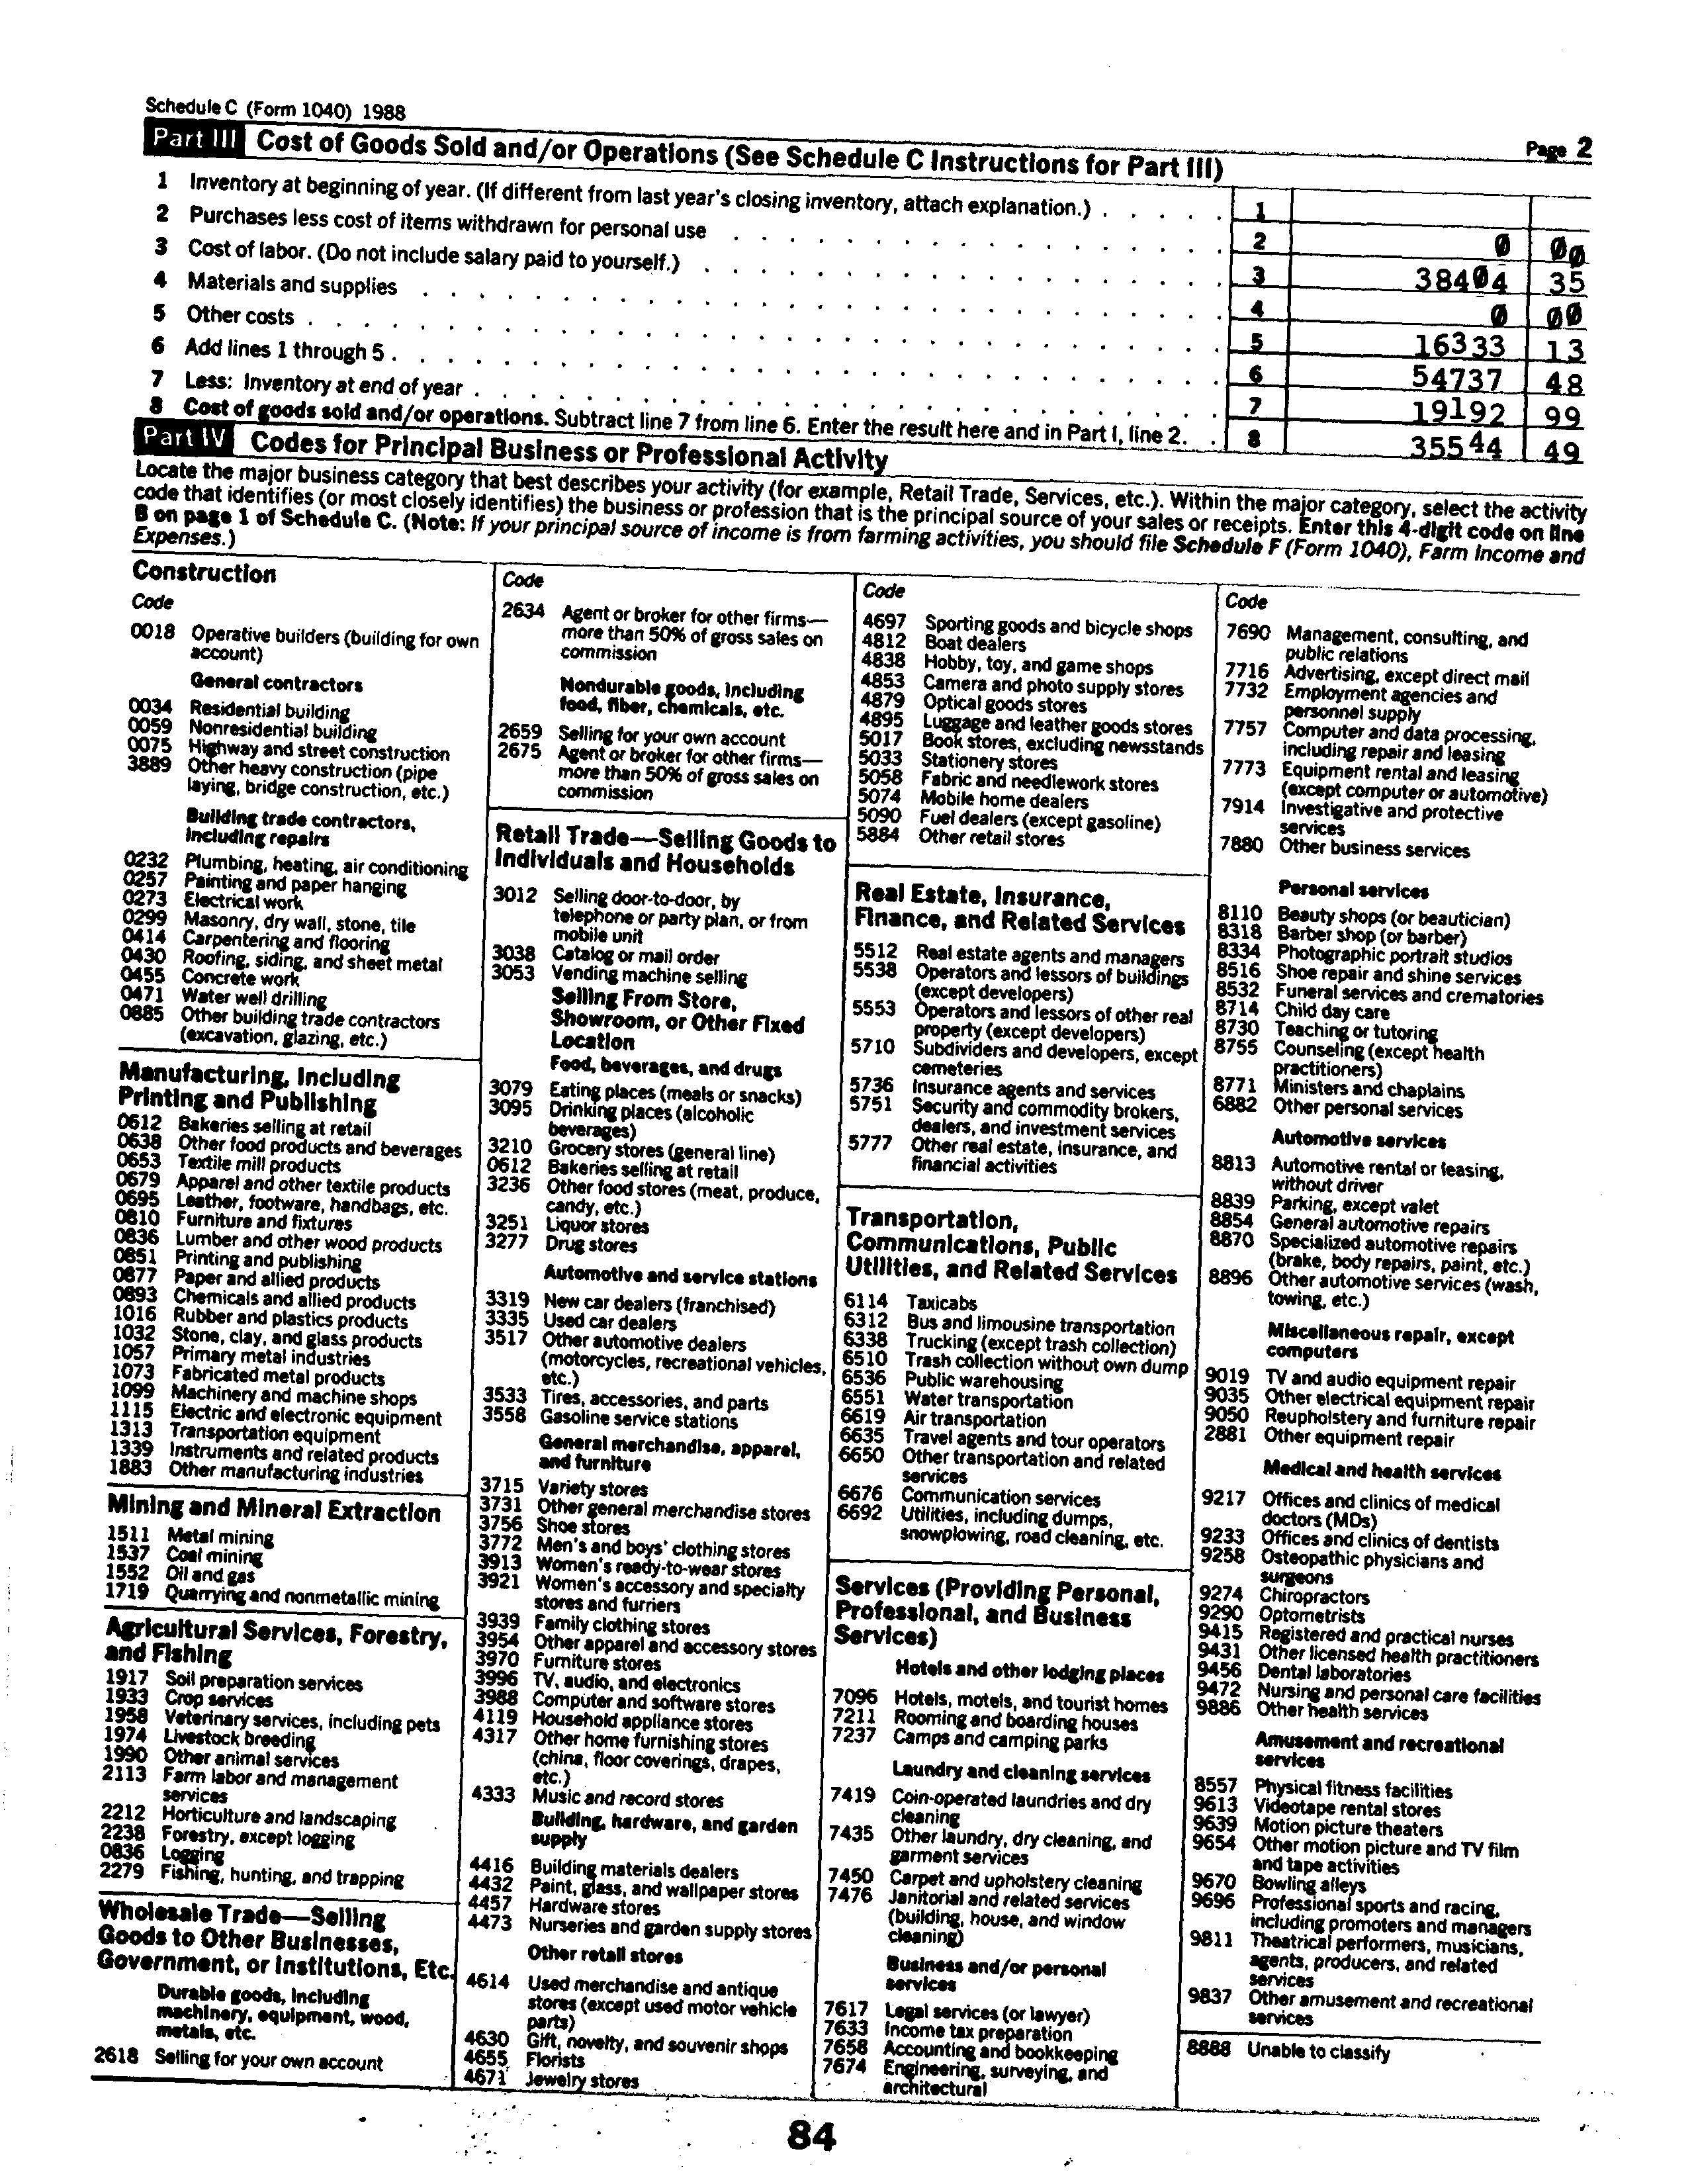 Schedule C (Form 1040) 1988
Page 2
Part III Cost of Goods Sold and/or Operations (See Schedule C Instructions for Part III)
1 Inventory at beginning of year. (If different from last year's closing inventory, attach explanation.) . . . . . 1
2 Purchases less cost of items withdrawn for personal use . . . . . 2 0 00
3 Cost of labor. (Do not include salary paid to yourself.) . . . . . 3 38404 35
4 Materials and supplies . . . . . 4 0 00
5 Other costs . . . . . 5 16333 13
6 Add lines 1 through 5 . . . . . 6 54737 48
7 Less: Inventory at end of year . . . . . 7 19192 99
8 Cost of goods sold and/or operations. Subtract line 7 from line 6. Enter the result here and in Part I, line 2. . 8 35544 49
Part IV Codes for Principal Business or Professional Activity
Locate the major business category that best describes your activity (for example, Retail Trade, Services, etc.). Within the major category, select the activity
code that identifies (or most closely identifies) the business or profession that is the principal source of your sales or receipts. Enter this 4-digit code on line
B on page 1 of Schedule C. (Note: If your principal source of income is from farming activities, you should file Schedule F (Form 1040), Farm Income and
Expenses.)
Construction
Code
0018 Operative builders (building for own
account)
General contractors
0034 Residential building
0059 Nonresidential building
0075 Highway and street construction
3889 Other heavy construction (pipe
laying, bridge construction, etc.)
Building trade contractors,
including repairs
0232 Plumbing, heating, air conditioning
0257 Painting and paper hanging
0273 Electrical work
0299 Masonry, dry wall, stone, tile
0414 Carpentering and flooring
0430 Roofing, siding, and sheet metal
0455 Concrete work
0471 Water well drilling
0885 Other building trade contractors
(excavation, glazing, etc.)
Manufacturing, Including
Printing and Publishing
0612 Bakeries selling at retail
0638 Other food products and beverages
0653 Textile mill products
0679 Apparel and other textile products
0695 Leather, footware, handbags, etc.
0810 Furniture and fixtures
0836 Lumber and other wood products
0851 Printing and publishing
0877 Paper and allied products
0893 Chemicals and allied products
1016 Rubber and plastics products
1032 Stone, clay, and glass products
1057 Primary metal industries
1073 Fabricated metal products
1099 Machinery and machine shops
1115 Electric and electronic equipment
1313 Transportation equipment
1339 Instruments and related products
1883 Other manufacturing industries
Mining and Mineral Extraction
1511 Metal mining
1537 Coal mining
1552 Oil and gas
1719 Quarrying and nonmetallic mining
Agricultural Services, Forestry,
and Fishing
1917 Soil preparation services
1933 Crop services
1958 Veterinary services, including pets
1974 Livestock breeding
1990 Other animal services
2113 Farm labor and management
services
2212 Horticulture and landscaping
2238 Forestry, except logging
0836 Logging
2279 Fishing, hunting, and trapping
Wholesale Trade—Selling
Goods to Other Businesses,
Government, or Institutions, Etc.
Durable goods, including
machinery, equipment, wood,
metals, etc.
2618 Selling for your own account
Code
2634 Agent or broker for other firms—
more than 50% of gross sales on
commission
Nondurable goods, including
food, fiber, chemicals, etc.
2659 Selling for your own account
2675 Agent or broker for other firms—
more than 50% of gross sales on
commission
Retail Trade—Selling Goods to
Individuals and Households
3012 Selling door-to-door, by
telephone or party plan, or from
mobile unit
3038 Catalog or mail order
3053 Vending machine selling
Selling From Store,
Showroom, or Other Fixed
Location
Food, beverages, and drugs
3079 Eating places (meals or snacks)
3095 Drinking places (alcoholic
beverages)
3210 Grocery stores (general line)
0612 Bakeries selling at retail
3236 Other food stores (meat, produce,
candy, etc.)
3251 Liquor stores
3277 Drug stores
Automotive and service stations
3319 New car dealers (franchised)
3335 Used car dealers
3517 Other automotive dealers
(motorcycles, recreational vehicles,
etc.)
3533 Tires, accessories, and parts
3558 Gasoline service stations
General merchandise, apparel,
and furniture
3715 Variety stores
3731 Other general merchandise stores
3756 Shoe stores
3772 Men's and boys' clothing stores
3913 Women's ready-to-wear stores
3921 Women's accessory and specialty
stores and furriers
3939 Family clothing stores
3954 Other apparel and accessory stores
3970 Furniture stores
3996 TV, audio, and electronics
3988 Computer and software stores
4119 Household appliance stores
4317 Other home furnishing stores
(china, floor coverings, drapes,
etc.)
4333 Music and record stores
Building, hardware, and garden
supply
4416 Building materials dealers
4432 Paint, glass, and wallpaper stores
4457 Hardware stores
4473 Nurseries and garden supply stores
Other retail stores
4614 Used merchandise and antique
stores (except used motor vehicle
parts)
4630 Gift, novelty, and souvenir shops
4655 Florists
4671 Jewelry stores
Code
4697 Sporting goods and bicycle shops
4812 Boat dealers
4838 Hobby, toy, and game shops
4853 Camera and photo supply stores
4879 Optical goods stores
4895 Luggage and leather goods stores
5017 Book stores, excluding newsstands
5033 Stationery stores
5058 Fabric and needlework stores
5074 Mobile home dealers
5090 Fuel dealers (except gasoline)
5884 Other retail stores
Real Estate, Insurance,
Finance, and Related Services
5512 Real estate agents and managers
5538 Operators and lessors of buildings
(except developers)
5553 Operators and lessors of other real
property (except developers)
5710 Subdividers and developers, except
cemeteries
5736 Insurance agents and services
5751 Security and commodity brokers,
dealers, and investment services
5777 Other real estate, insurance, and
financial activities
Transportation,
Communications, Public
Utilities, and Related Services
6114 Taxicabs
6312 Bus and limousine transportation
6338 Trucking (except trash collection)
6510 Trash collection without own dump
6536 Public warehousing
6551 Water transportation
6619 Air transportation
6635 Travel agents and tour operators
6650 Other transportation and related
services
6676 Communication services
6692 Utilities, including dumps,
snowplowing, road cleaning, etc.
Services (Providing Personal,
Professional, and Business
Services)
Hotels and other lodging places
7096 Hotels, motels, and tourist homes
7211 Rooming and boarding houses
7237 Camps and camping parks
Laundry and cleaning services
7419 Coin-operated laundries and dry
cleaning
7435 Other laundry, dry cleaning, and
garment services
7450 Carpet and upholstery cleaning
7476 Janitorial and related services
(building, house, and window
cleaning)
Business and/or personal
services
7617 Legal services (or lawyer)
7633 Income tax preparation
7658 Accounting and bookkeeping
7674 Engineering, surveying, and
architectural
Code
7690 Management, consulting, and
public relations
7716 Advertising, except direct mail
7732 Employment agencies and
personnel supply
7757 Computer and data processing,
including repair and leasing
7773 Equipment rental and leasing
(except computer or automotive)
7914 Investigative and protective
services
7880 Other business services
Personal services
8110 Beauty shops (or beautician)
8318 Barber shop (or barber)
8334 Photographic portrait studios
8516 Shoe repair and shine services
8532 Funeral services and crematories
8714 Child day care
8730 Teaching or tutoring
8755 Counseling (except health
practitioners)
8771 Ministers and chaplains
6882 Other personal services
Automotive services
8813 Automotive rental or leasing,
without driver
8839 Parking, except valet
8854 General automotive repairs
8870 Specialized automotive repairs
(brake, body repairs, paint, etc.)
8896 Other automotive services (wash,
towing, etc.)
Miscellaneous repair, except
computers
9019 TV and audio equipment repair
9035 Other electrical equipment repair
9050 Reupholstery and furniture repair
2881 Other equipment repair
Medical and health services
9217 Offices and clinics of medical
doctors (MDs)
9233 Offices and clinics of dentists
9258 Osteopathic physicians and
surgeons
9274 Chiropractors
9290 Optometrists
9415 Registered and practical nurses
9431 Other licensed health practitioners
9456 Dental laboratories
9472 Nursing and personal care facilities
9886 Other health services
Amusement and recreational
services
8557 Physical fitness facilities
9613 Videotape rental stores
9639 Motion picture theaters
9654 Other motion picture and TV film
and tape activities
9670 Bowling alleys
9696 Professional sports and racing,
including promoters and managers
9811 Theatrical performers, musicians,
agents, producers, and related
services
9837 Other amusement and recreational
services
8888 Unable to classify
84